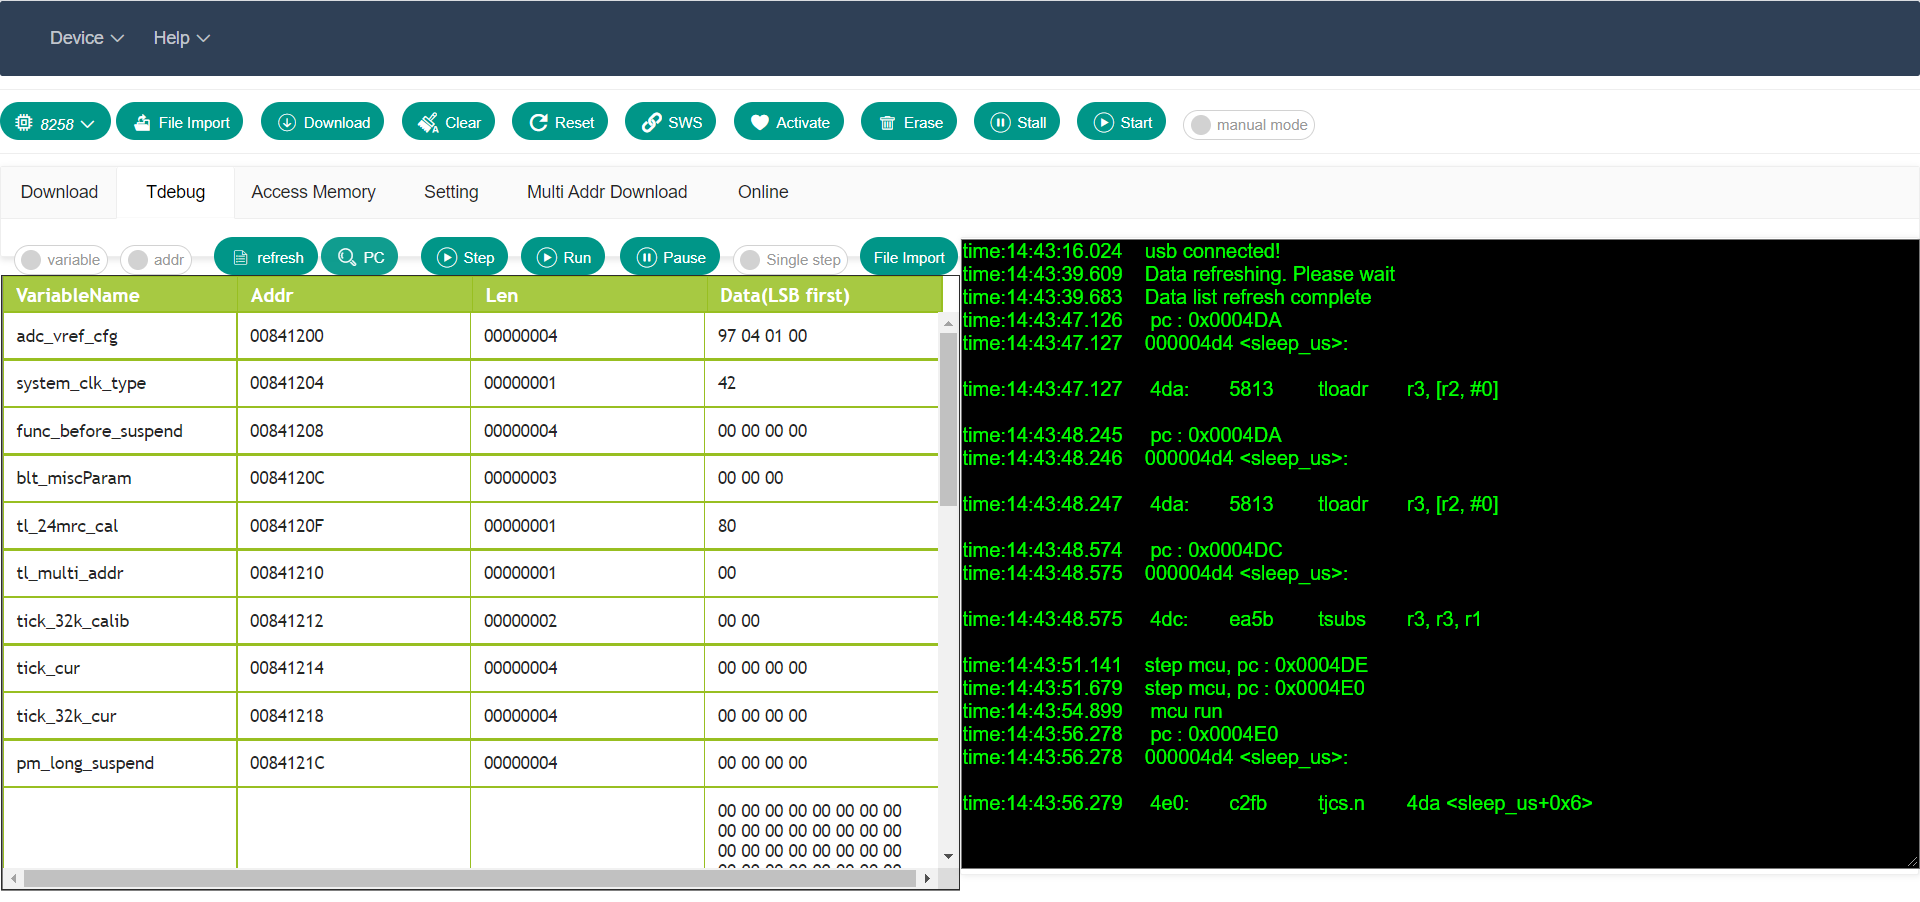 Device Help
8258 File Import Download Clear Reset SWS Activate Erase Stall Start manual mode
Download Tdebug Access Memory Setting Multi Addr Download Online
variable addr refresh PC Step Run Pause Single step File Import
VariableName Addr Len Data(LSB first)
adc_vref_cfg 00841200 00000004 97 04 01 00
system_clk_type 00841204 00000001 42
func_before_suspend 00841208 00000004 00 00 00 00
blt_miscParam 0084120C 00000003 00 00 00
tl_24mrc_cal 0084120F 00000001 80
tl_multi_addr 00841210 00000001 00
tick_32k_calib 00841212 00000002 00 00
tick_cur 00841214 00000004 00 00 00 00
tick_32k_cur 00841218 00000004 00 00 00 00
pm_long_suspend 0084121C 00000004 00 00 00 00
00 00 00 00 00 00 00 00
00 00 00 00 00 00 00 00
00 00 00 00 00 00 00 00
time:14:43:16.024 usb connected!
time:14:43:39.609 Data refreshing. Please wait
time:14:43:39.683 Data list refresh complete
time:14:43:47.126 pc : 0x0004DA
time:14:43:47.127 000004d4 <sleep_us>:
time:14:43:47.127 4da: 5813 tloadr r3, [r2, #0]
time:14:43:48.245 pc : 0x0004DA
time:14:43:48.246 000004d4 <sleep_us>:
time:14:43:48.247 4da: 5813 tloadr r3, [r2, #0]
time:14:43:48.574 pc : 0x0004DC
time:14:43:48.575 000004d4 <sleep_us>:
time:14:43:48.575 4dc: ea5b tsubs r3, r3, r1
time:14:43:51.141 step mcu, pc : 0x0004DE
time:14:43:51.679 step mcu, pc : 0x0004E0
time:14:43:54.899 mcu run
time:14:43:56.278 pc : 0x0004E0
time:14:43:56.278 000004d4 <sleep_us>:
time:14:43:56.279 4e0: c2fb tjcs.n 4da <sleep_us+0x6>